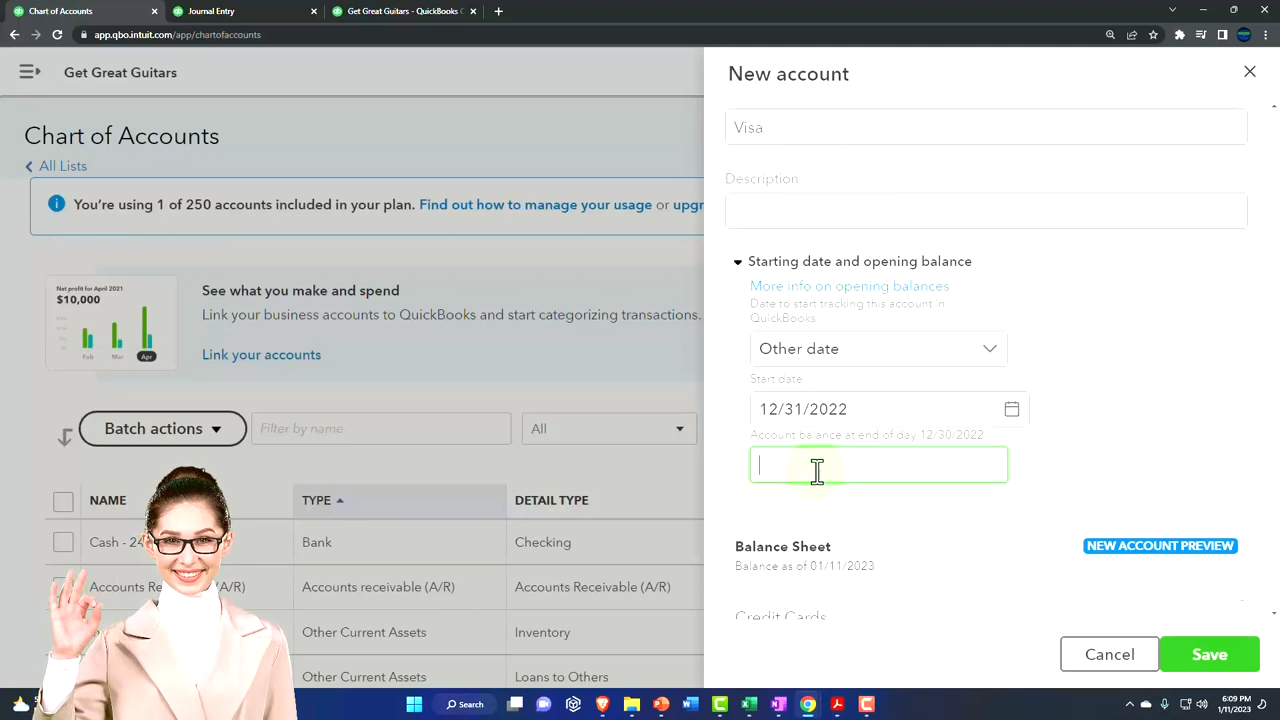 Chart of Accounts
Journal Entry
Get Great Guitars - QuickBooks C
app.qbo.intuit.com/app/chartofaccounts
Get Great Guitars
Chart of Accounts
All Lists
You're using 1 of 250 accounts included in your plan. Find out how to manage your usage or upgr
Net profit for April 2021
$10,000
Feb Mar Apr
See what you make and spend
Link your business accounts to QuickBooks and start categorizing transactions.
Link your accounts
Batch actions
Filter by name
All
NAME TYPE DETAIL TYPE
Cash - 24 Bank Checking
Accounts Receivable (A/R) Accounts receivable (A/R) Accounts Receivable (A/R)
Other Current Assets Inventory
Other Current Assets Loans to Others
New account
Visa
Description
Starting date and opening balance
More info on opening balances
Date to start tracking this account in
QuickBooks
Other date
Start date
12/31/2022
Account balance at end of day 12/30/2022
Balance Sheet
NEW ACCOUNT PREVIEW
Balance as of 01/11/2023
Credit Cards
Cancel
Save
Search
6:09 PM
1/11/2023